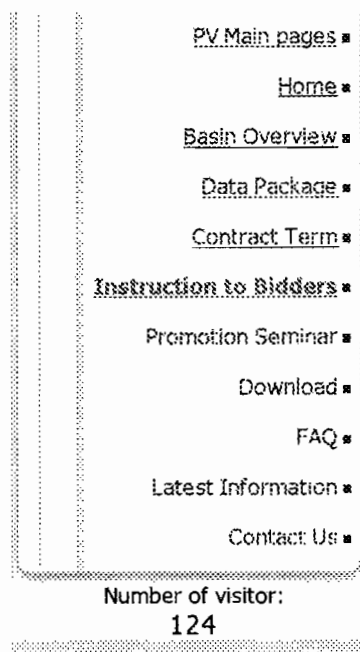 PV Main pages
Home
Basin Overview
Data Package
Contract Term
Instruction to Bidders
Promotion Seminar
Download
FAQ
Latest Information
Contact Us
Number of visitor:
124